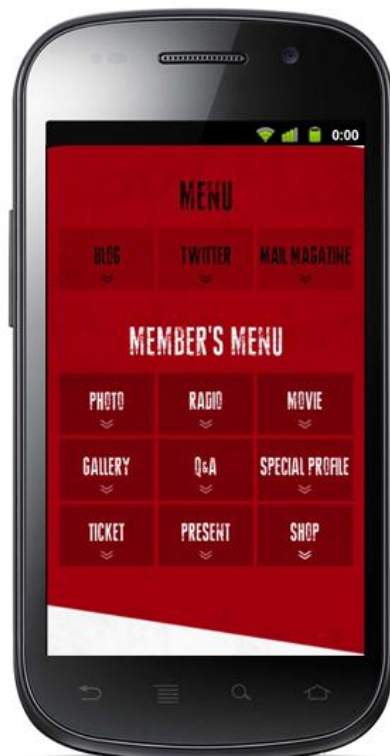 0:00
MENU
BLOG TWITTER MAIL MAGAZINE
MEMBER'S MENU
PHOTO RADIO MOVIE
GALLERY Q&A SPECIAL PROFILE
TICKET PRESENT SHOP